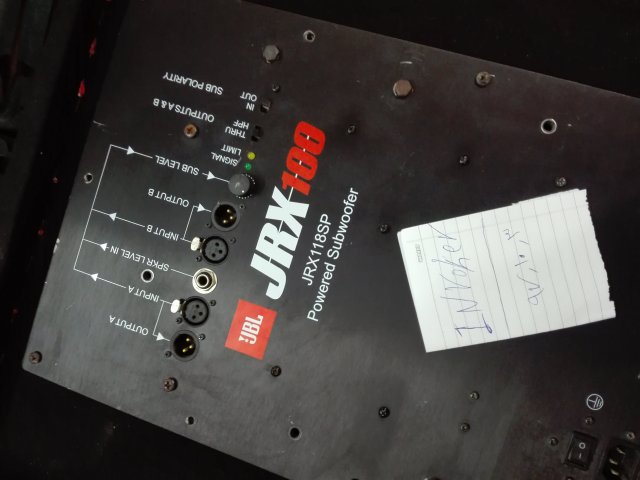 SUB POLARITY
OUT
IN
OUTPUTS A & B
HPF
THRU
LIMIT
SIGNAL
SUB LEVEL
OUTPUT B
INPUT B
SPKR LEVEL IN
INPUT A
OUTPUT A
JBL
JRX100
JRX118SP
Powered Subwoofer